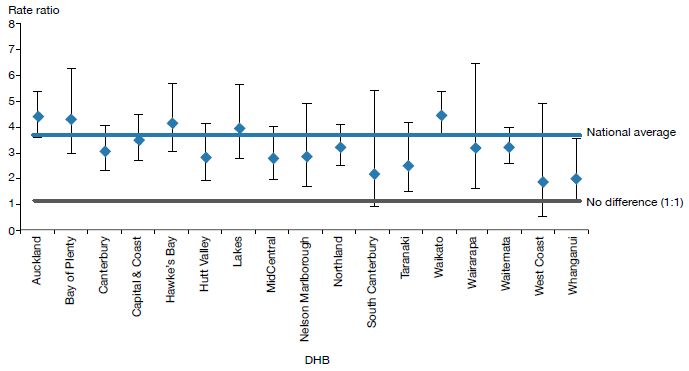 Rate ratio
8
7
6
5
4
3
2
1
0
National average
No difference (1:1)
Auckland
Bay of Plenty
Canterbury
Capital & Coast
Hawke's Bay
Hutt Valley
Lakes
MidCentral
Nelson Marlborough
Northland
South Canterbury
Taranaki
Waikato
Wairarapa
Waitemata
West Coast
Whanganui
DHB